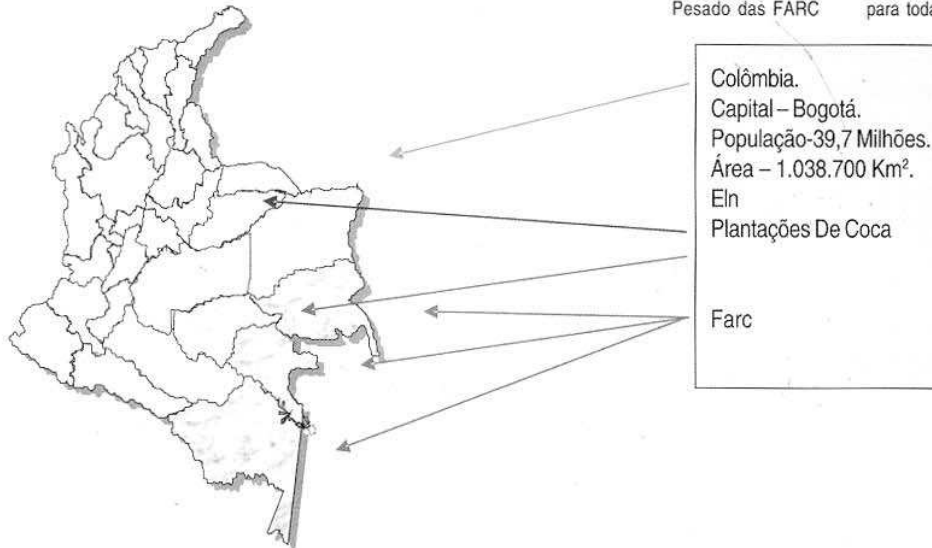 Pesado das FARC para toda
Colômbia.
Capital – Bogotá.
População-39,7 Milhões.
Área – 1.038.700 Km².
Eln
Plantações De Coca
Farc